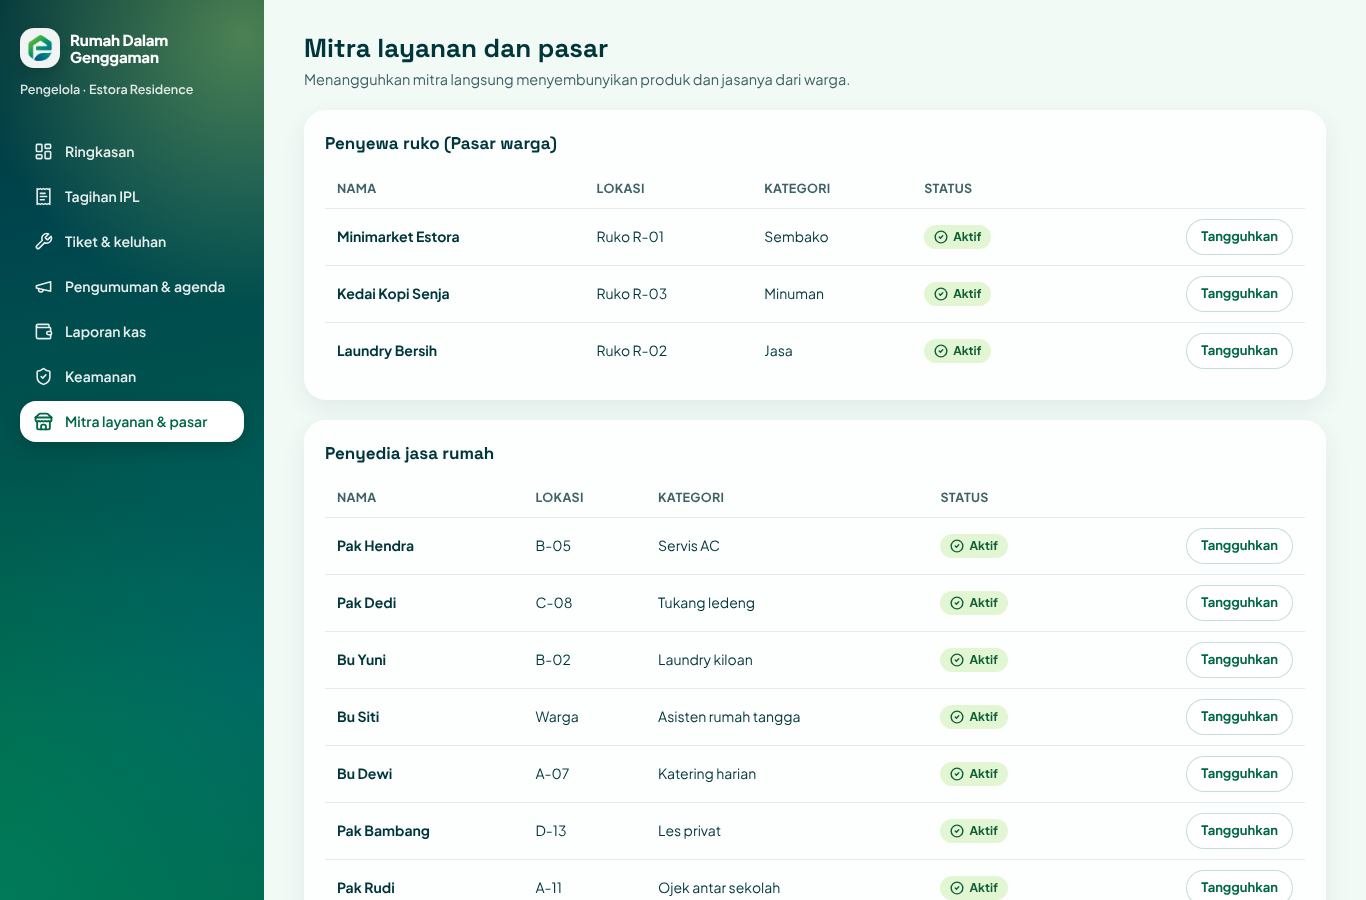 Rumah Dalam
Genggaman
Pengelola · Estora Residence
Ringkasan
Tagihan IPL
Tiket & keluhan
Pengumuman & agenda
Laporan kas
Keamanan
Mitra layanan & pasar
Mitra layanan dan pasar
Menangguhkan mitra langsung menyembunyikan produk dan jasanya dari warga.
Penyewa ruko (Pasar warga)
NAMA LOKASI KATEGORI STATUS
Minimarket Estora Ruko R-01 Sembako Aktif Tangguhkan
Kedai Kopi Senja Ruko R-03 Minuman Aktif Tangguhkan
Laundry Bersih Ruko R-02 Jasa Aktif Tangguhkan
Penyedia jasa rumah
NAMA LOKASI KATEGORI STATUS
Pak Hendra B-05 Servis AC Aktif Tangguhkan
Pak Dedi C-08 Tukang ledeng Aktif Tangguhkan
Bu Yuni B-02 Laundry kiloan Aktif Tangguhkan
Bu Siti Warga Asisten rumah tangga Aktif Tangguhkan
Bu Dewi A-07 Katering harian Aktif Tangguhkan
Pak Bambang D-13 Les privat Aktif Tangguhkan
Pak Rudi A-11 Ojek antar sekolah Aktif Tangguhkan